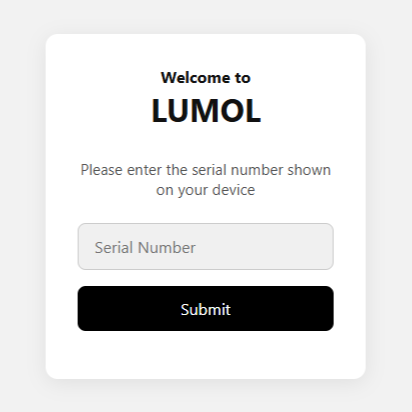 Welcome to
LUMOL
Please enter the serial number shown
on your device
Serial Number
Submit